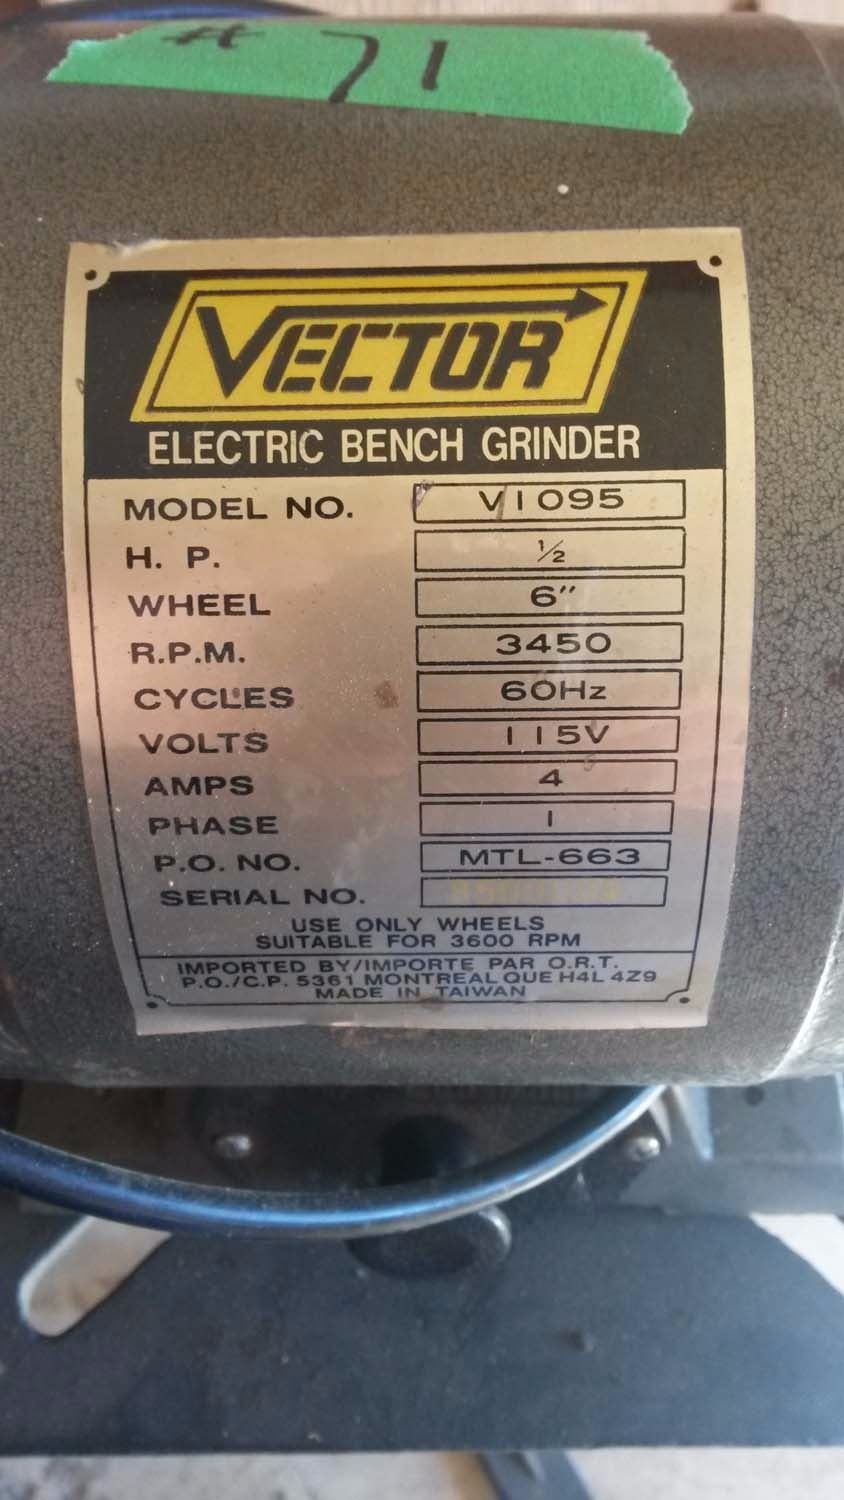 # 71
VECTOR
ELECTRIC BENCH GRINDER
MODEL NO. V1095
H. P. ½
WHEEL 6"
R.P.M. 3450
CYCLES 60Hz
VOLTS 115V
AMPS 4
PHASE 1
P.O. NO. MTL-663
SERIAL NO.
USE ONLY WHEELS
SUITABLE FOR 3600 RPM
IMPORTED BY/IMPORTE PAR O.R.T.
P.O./C.P. 5361 MONTREAL QUE H4L 4Z9
MADE IN TAIWAN